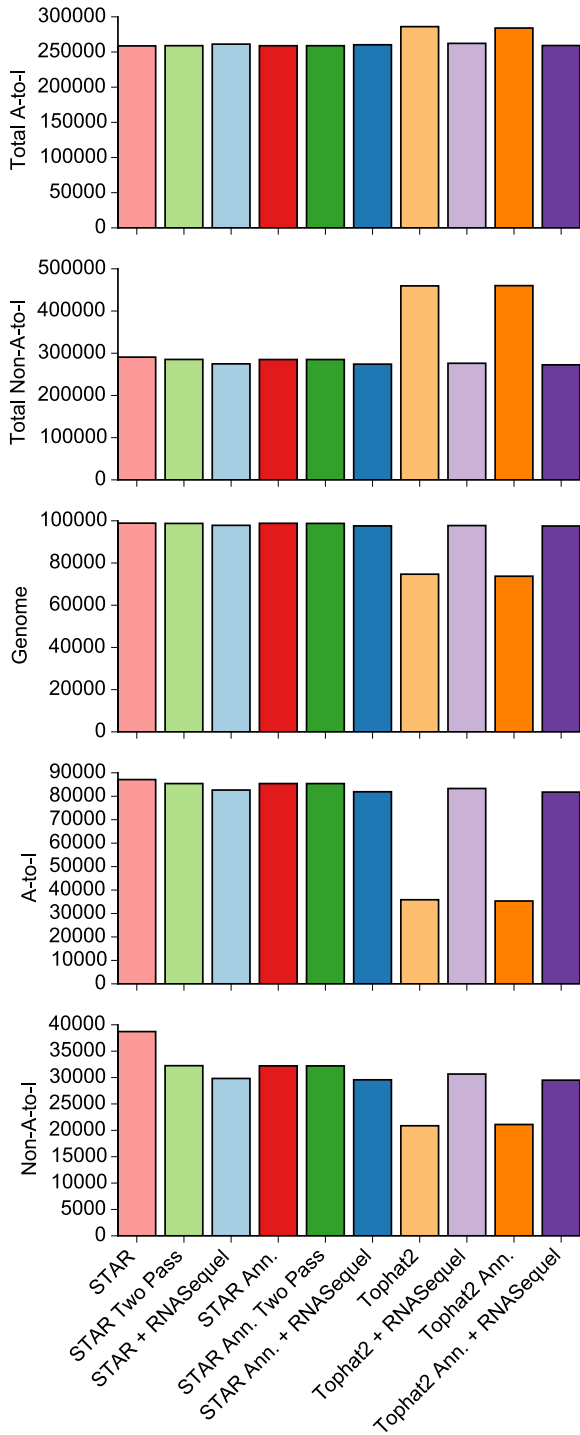 Total A-to-I
300000
250000
200000
150000
100000
50000
0
Total Non-A-to-I
500000
400000
300000
200000
100000
0
Genome
100000
80000
60000
40000
20000
0
A-to-I
90000
80000
70000
60000
50000
40000
30000
20000
10000
0
Non-A-to-I
40000
35000
30000
25000
20000
15000
10000
5000
0
STAR
STAR Two Pass
STAR + RNASequel
STAR Ann.
STAR Ann. Two Pass
STAR Ann. + RNASequel
Tophat2
Tophat2 + RNASequel
Tophat2 Ann.
Tophat2 Ann. + RNASequel